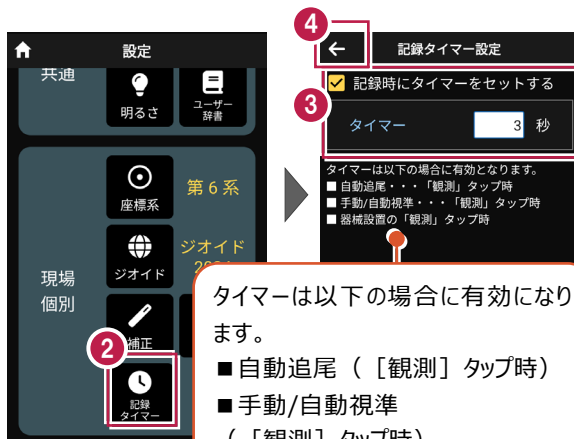 設定
共通
明るさ
ユーザー
辞書
現場
個別
座標系
第6系
ジオイド
ジオイド
補正
2
記録
タイマー
4
記録タイマー設定
3
記録時にタイマーをセットする
タイマー
3 秒
タイマーは以下の場合に有効となります。
■ 自動追尾・・・「観測」タップ時
■ 手動/自動視準・・・「観測」タップ時
■ 器械設置の「観測」タップ時
タイマーは以下の場合に有効になり
ます。
■自動追尾（［観測］タップ時）
■手動/自動視準
（［観測］タップ時）